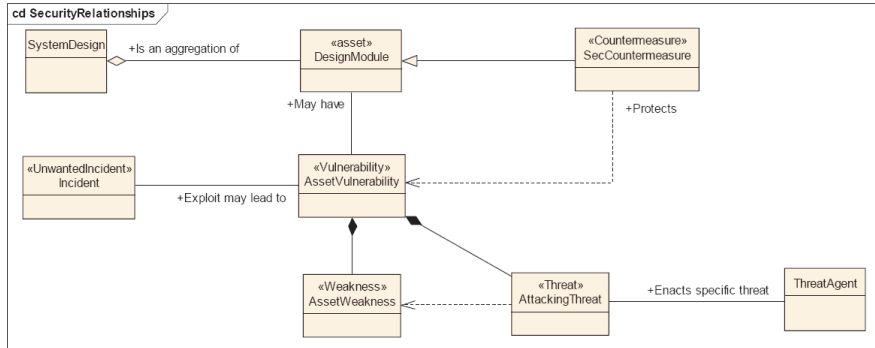 cd SecurityRelationships
SystemDesign
+Is an aggregation of
«asset»
DesignModule
«Countermeasure»
SecCountermeasure
+May have
+Protects
«UnwantedIncident»
Incident
+Exploit may lead to
«Vulnerability»
AssetVulnerability
«Weakness»
AssetWeakness
«Threat»
AttackingThreat
+Enacts specific threat
ThreatAgent